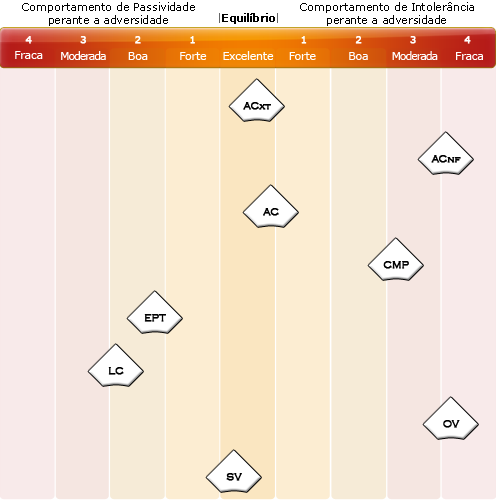 Comportamento de Passividade
perante a adversidade
|Equilíbrio|
Comportamento de Intolerância
perante a adversidade
4 3 2 1 1 2 3 4
Fraca Moderada Boa Forte Excelente Forte Boa Moderada Fraca
ACXT
ACNF
AC
CMP
EPT
LC
OV
SV